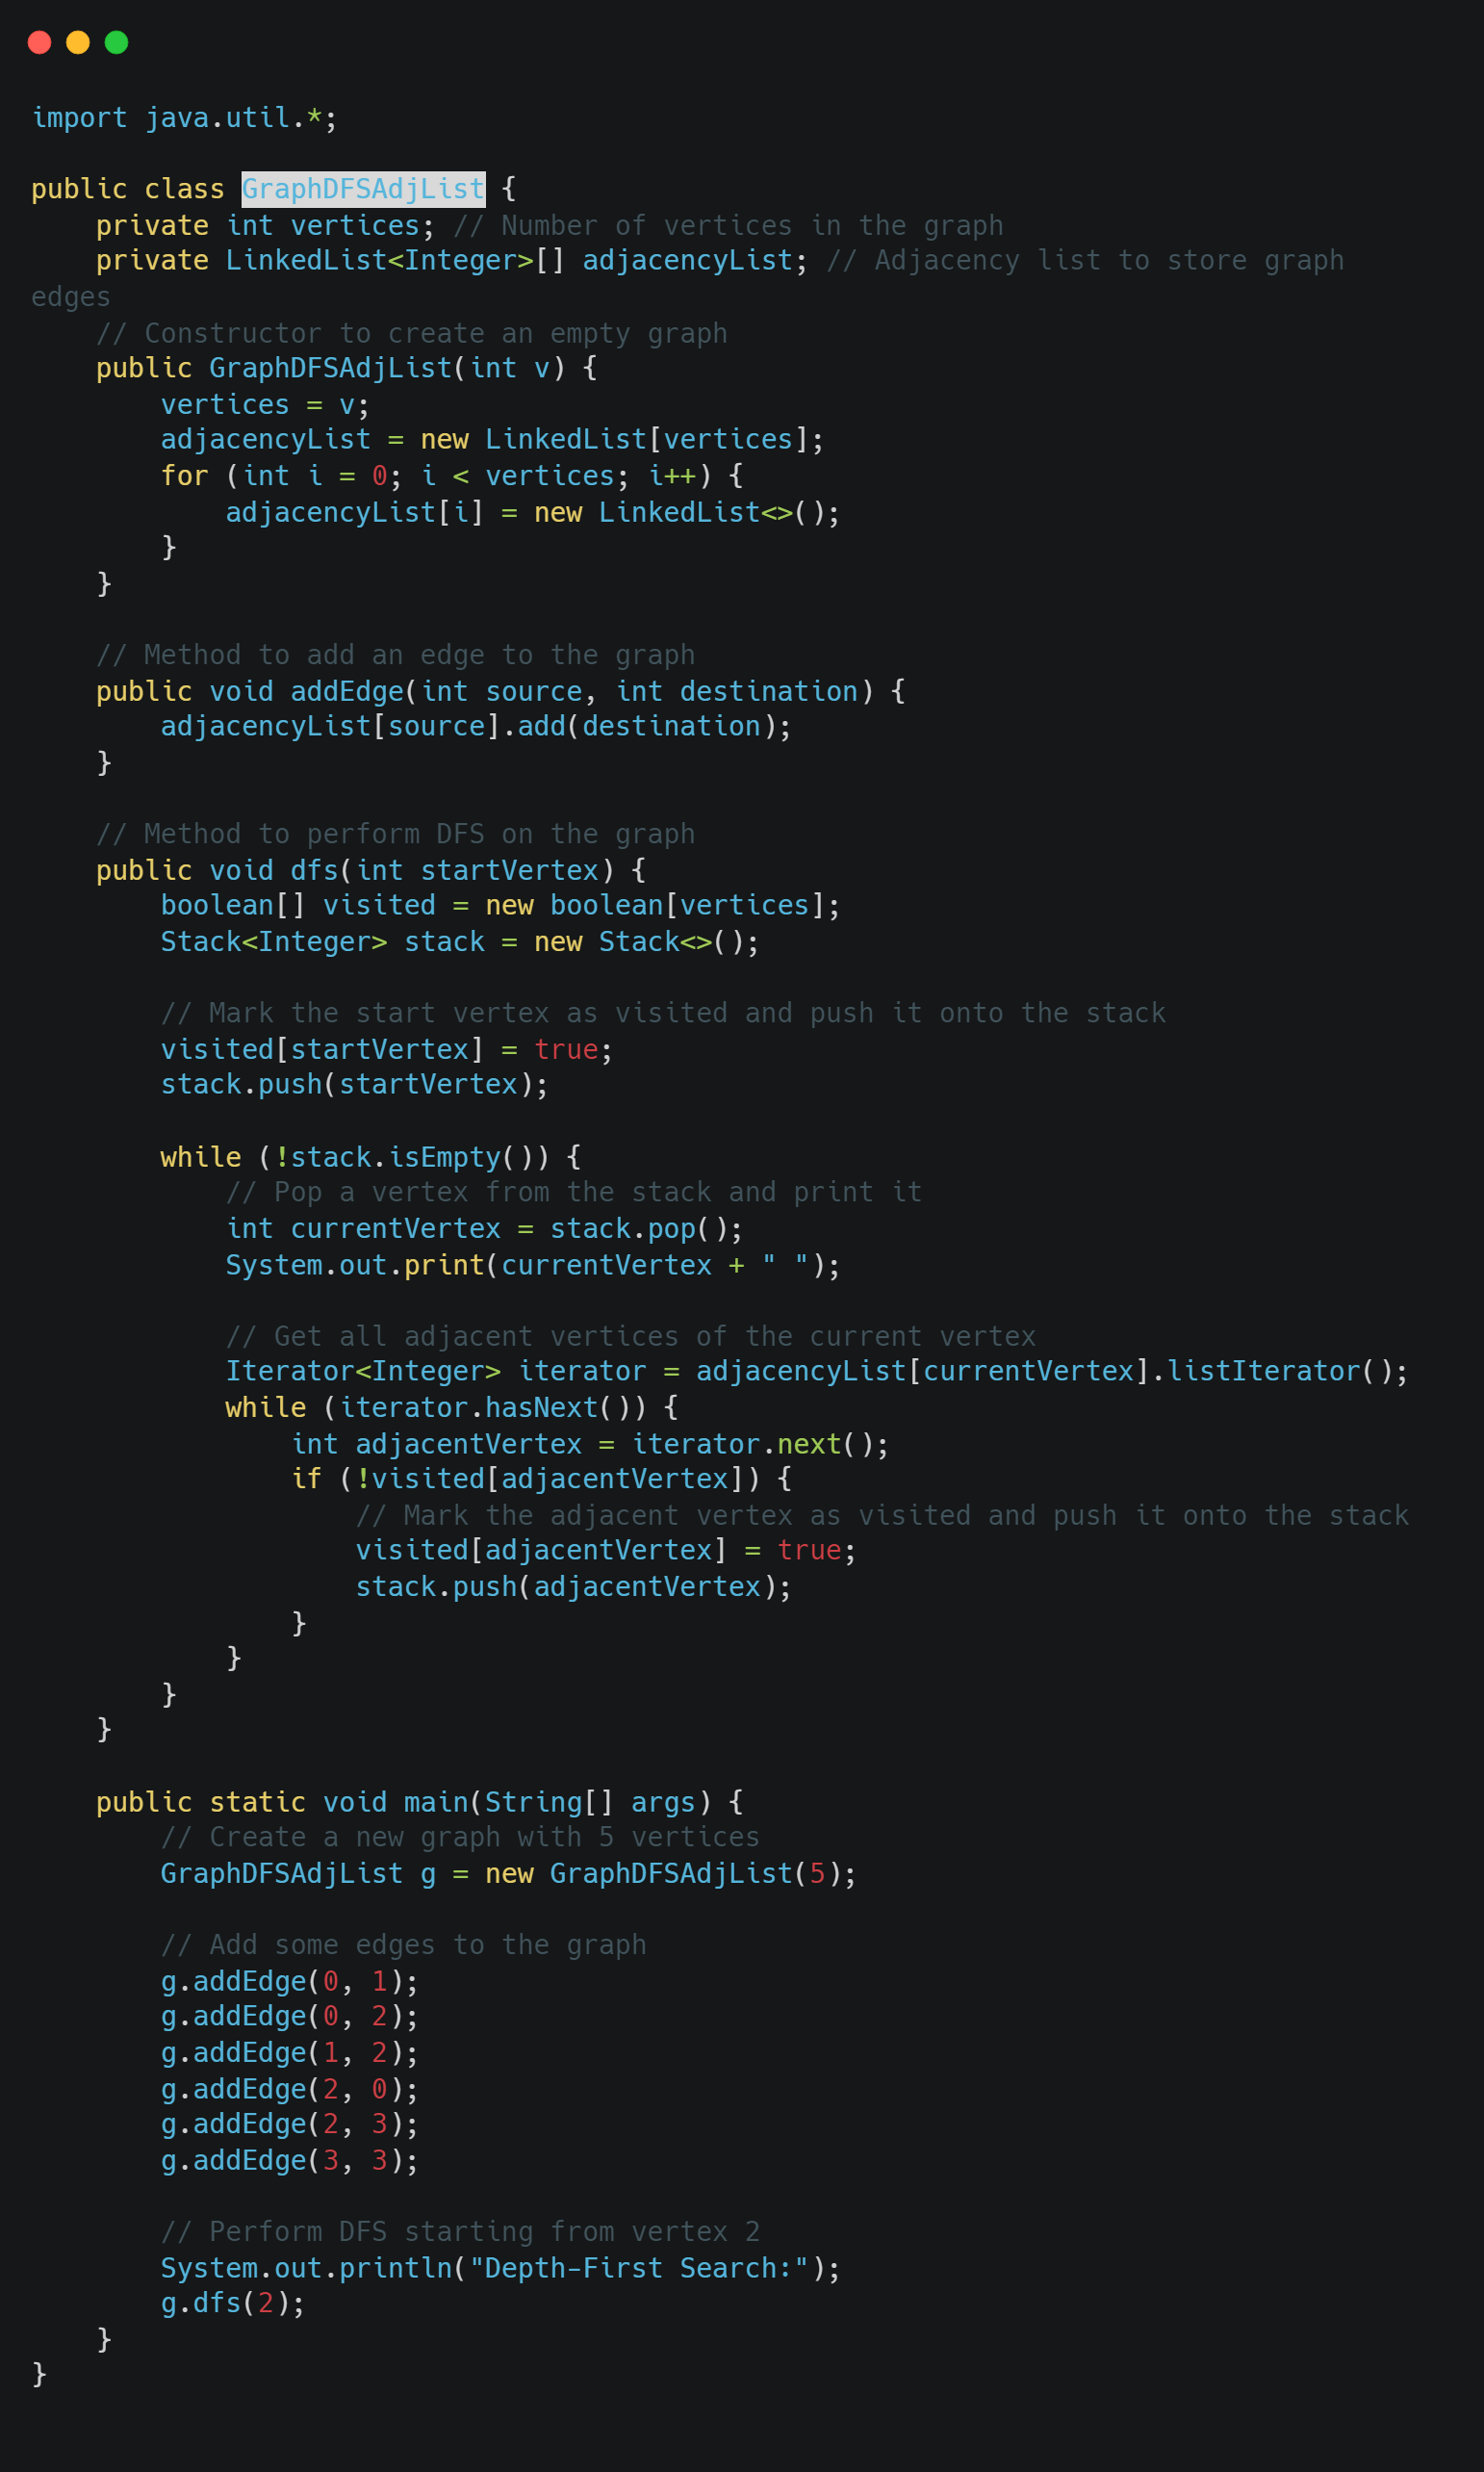 import java.util.*;

public class GraphDFSAdjList {
    private int vertices; // Number of vertices in the graph
    private LinkedList<Integer>[] adjacencyList; // Adjacency list to store graph
edges
    // Constructor to create an empty graph
    public GraphDFSAdjList(int v) {
        vertices = v;
        adjacencyList = new LinkedList[vertices];
        for (int i = 0; i < vertices; i++) {
            adjacencyList[i] = new LinkedList<>();
        }
    }

    // Method to add an edge to the graph
    public void addEdge(int source, int destination) {
        adjacencyList[source].add(destination);
    }

    // Method to perform DFS on the graph
    public void dfs(int startVertex) {
        boolean[] visited = new boolean[vertices];
        Stack<Integer> stack = new Stack<>();

        // Mark the start vertex as visited and push it onto the stack
        visited[startVertex] = true;
        stack.push(startVertex);

        while (!stack.isEmpty()) {
            // Pop a vertex from the stack and print it
            int currentVertex = stack.pop();
            System.out.print(currentVertex + " ");

            // Get all adjacent vertices of the current vertex
            Iterator<Integer> iterator = adjacencyList[currentVertex].listIterator();
            while (iterator.hasNext()) {
                int adjacentVertex = iterator.next();
                if (!visited[adjacentVertex]) {
                    // Mark the adjacent vertex as visited and push it onto the stack
                    visited[adjacentVertex] = true;
                    stack.push(adjacentVertex);
                }
            }
        }
    }

    public static void main(String[] args) {
        // Create a new graph with 5 vertices
        GraphDFSAdjList g = new GraphDFSAdjList(5);

        // Add some edges to the graph
        g.addEdge(0, 1);
        g.addEdge(0, 2);
        g.addEdge(1, 2);
        g.addEdge(2, 0);
        g.addEdge(2, 3);
        g.addEdge(3, 3);

        // Perform DFS starting from vertex 2
        System.out.println("Depth-First Search:");
        g.dfs(2);
    }
}